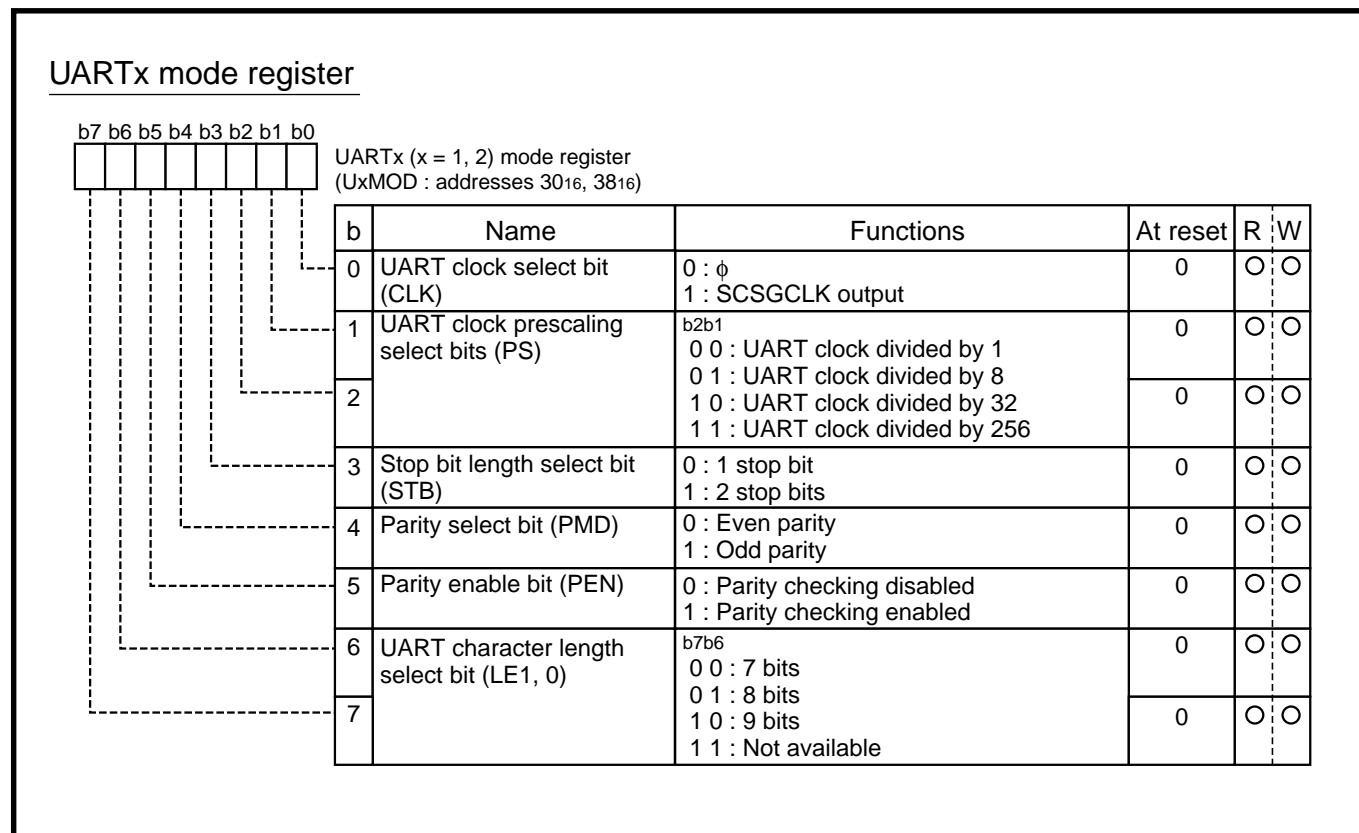 UARTx mode register
b7 b6 b5 b4 b3 b2 b1 b0
UARTx (x = 1, 2) mode register
(UxMOD : addresses 3016, 3816)
b Name Functions At reset R W
0 UART clock select bit 0 : ϕ 0 O O
(CLK) 1 : SCSGCLK output
1 UART clock prescaling b2b1 0 O O
select bits (PS) 0 0 : UART clock divided by 1
0 1 : UART clock divided by 8
2 1 0 : UART clock divided by 32 0 O O
1 1 : UART clock divided by 256
3 Stop bit length select bit 0 : 1 stop bit 0 O O
(STB) 1 : 2 stop bits
4 Parity select bit (PMD) 0 : Even parity 0 O O
1 : Odd parity
5 Parity enable bit (PEN) 0 : Parity checking disabled 0 O O
1 : Parity checking enabled
6 UART character length b7b6 0 O O
select bit (LE1, 0) 0 0 : 7 bits
0 1 : 8 bits
7 1 0 : 9 bits 0 O O
1 1 : Not available